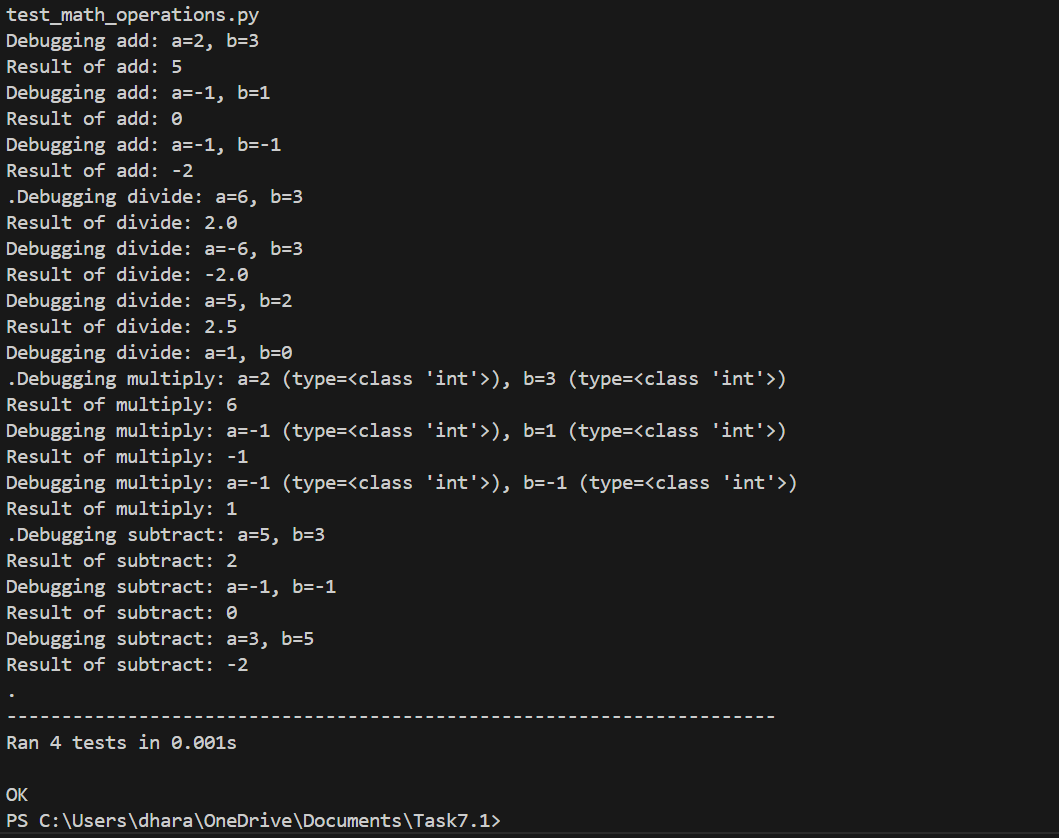 test_math_operations.py
Debugging add: a=2, b=3
Result of add: 5
Debugging add: a=-1, b=1
Result of add: 0
Debugging add: a=-1, b=-1
Result of add: -2
.Debugging divide: a=6, b=3
Result of divide: 2.0
Debugging divide: a=-6, b=3
Result of divide: -2.0
Debugging divide: a=5, b=2
Result of divide: 2.5
Debugging divide: a=1, b=0
.Debugging multiply: a=2 (type=<class 'int'>), b=3 (type=<class 'int'>)
Result of multiply: 6
Debugging multiply: a=-1 (type=<class 'int'>), b=1 (type=<class 'int'>)
Result of multiply: -1
Debugging multiply: a=-1 (type=<class 'int'>), b=-1 (type=<class 'int'>)
Result of multiply: 1
.Debugging subtract: a=5, b=3
Result of subtract: 2
Debugging subtract: a=-1, b=-1
Result of subtract: 0
Debugging subtract: a=3, b=5
Result of subtract: -2
.
----------------------------------------------------------------------
Ran 4 tests in 0.001s

OK
PS C:\Users\dhara\OneDrive\Documents\Task7.1>